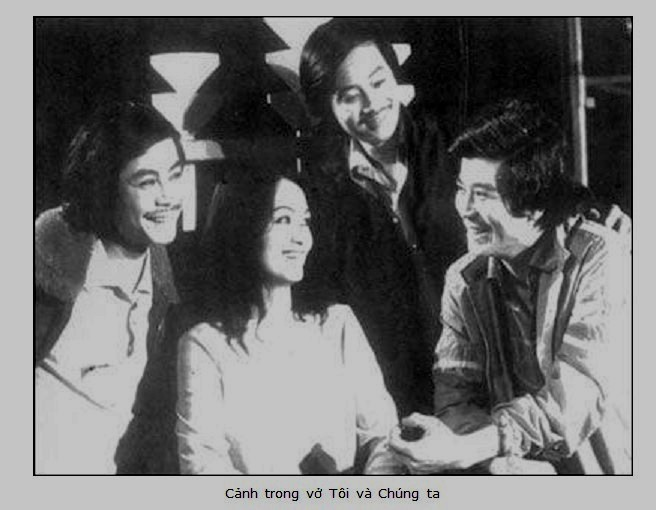 Cảnh trong vở Tôi và Chúng ta